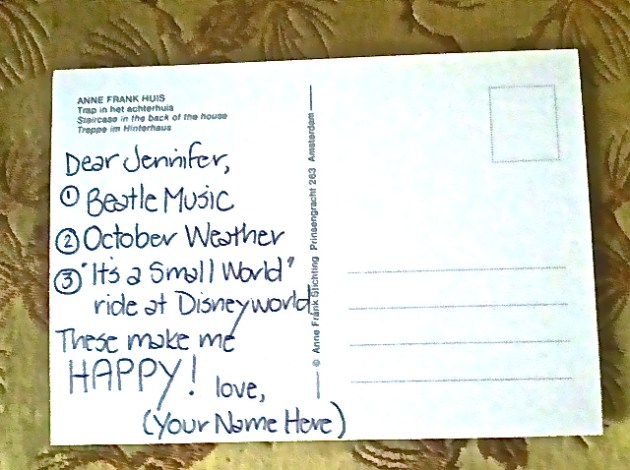 ANNE FRANK HUIS
Trap in het achterhuis
Staircase in the back of the house
Treppe im Hinterhaus
Dear Jennifer,
① Beatle Music
② October Weather
③ "It's a Small World"
ride at Disneyworld
These make me
HAPPY! love,
(Your Name Here)
© Anne Frank Stichting Prinsengracht 263 Amsterdam